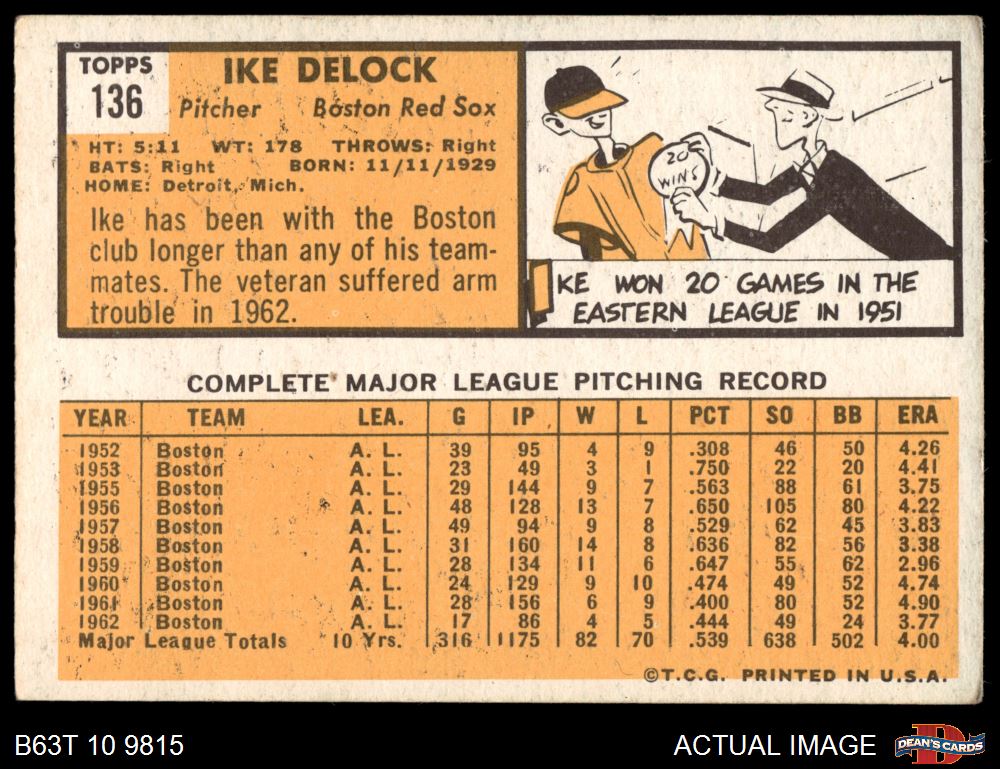 TOPPS
136
IKE DELOCK
Pitcher Boston Red Sox
HT: 5:11 WT: 178 THROWS: Right
BATS: Right BORN: 11/11/1929
HOME: Detroit, Mich.
Ike has been with the Boston
club longer than any of his team-
mates. The veteran suffered arm
trouble in 1962.
20
WINS
IKE WON 20 GAMES IN THE
EASTERN LEAGUE IN 1951
COMPLETE MAJOR LEAGUE PITCHING RECORD
YEAR TEAM LEA. G IP W L PCT SO BB ERA
1952 Boston A. L. 39 95 4 9 .308 46 50 4.26
1953 Boston A. L. 23 49 3 1 .750 22 20 4.41
1955 Boston A. L. 29 144 9 7 .563 88 61 3.75
1956 Boston A. L. 48 128 13 7 .650 105 80 4.22
1957 Boston A. L. 49 94 9 8 .529 62 45 3.83
1958 Boston A. L. 31 160 14 8 .636 82 56 3.38
1959 Boston A. L. 28 134 11 6 .647 55 62 2.96
1960 Boston A. L. 24 129 9 10 .474 49 52 4.74
1961 Boston A. L. 28 156 6 9 .400 80 52 4.90
1962 Boston A. L. 17 86 4 5 .444 49 24 3.77
Major League Totals 10 Yrs. 316 1175 82 70 .539 638 502 4.00
©T.C.G. PRINTED IN U.S.A.
B63T 10 9815
ACTUAL IMAGE
DEAN'S CARDS